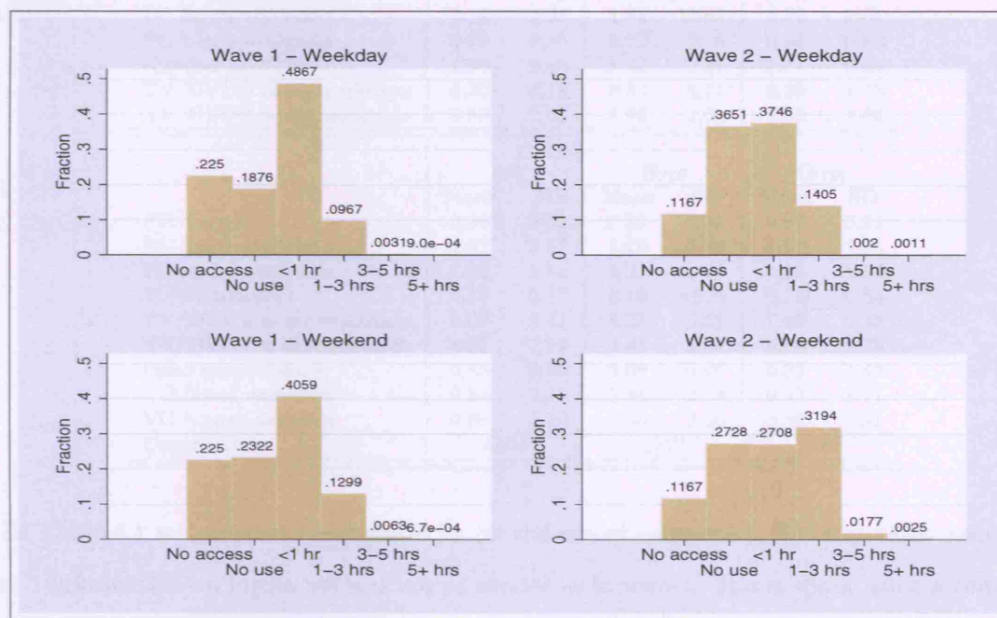 Wave 1 – Weekday
Fraction
0 .1 .2 .3 .4 .5
.225
.1876
.4867
.0967
.0031
9.0e−04
No access <1 hr 3−5 hrs
No use 1−3 hrs 5+ hrs
Wave 2 – Weekday
Fraction
0 .1 .2 .3 .4 .5
.1167
.3651
.3746
.1405
.002
.0011
No access <1 hr 3−5 hrs
No use 1−3 hrs 5+ hrs
Wave 1 – Weekend
Fraction
0 .1 .2 .3 .4 .5
.225
.2322
.4059
.1299
.0063
6.7e−04
No access <1 hr 3−5 hrs
No use 1−3 hrs 5+ hrs
Wave 2 – Weekend
Fraction
0 .1 .2 .3 .4 .5
.1167
.2728
.2708
.3194
.0177
.0025
No access <1 hr 3−5 hrs
No use 1−3 hrs 5+ hrs